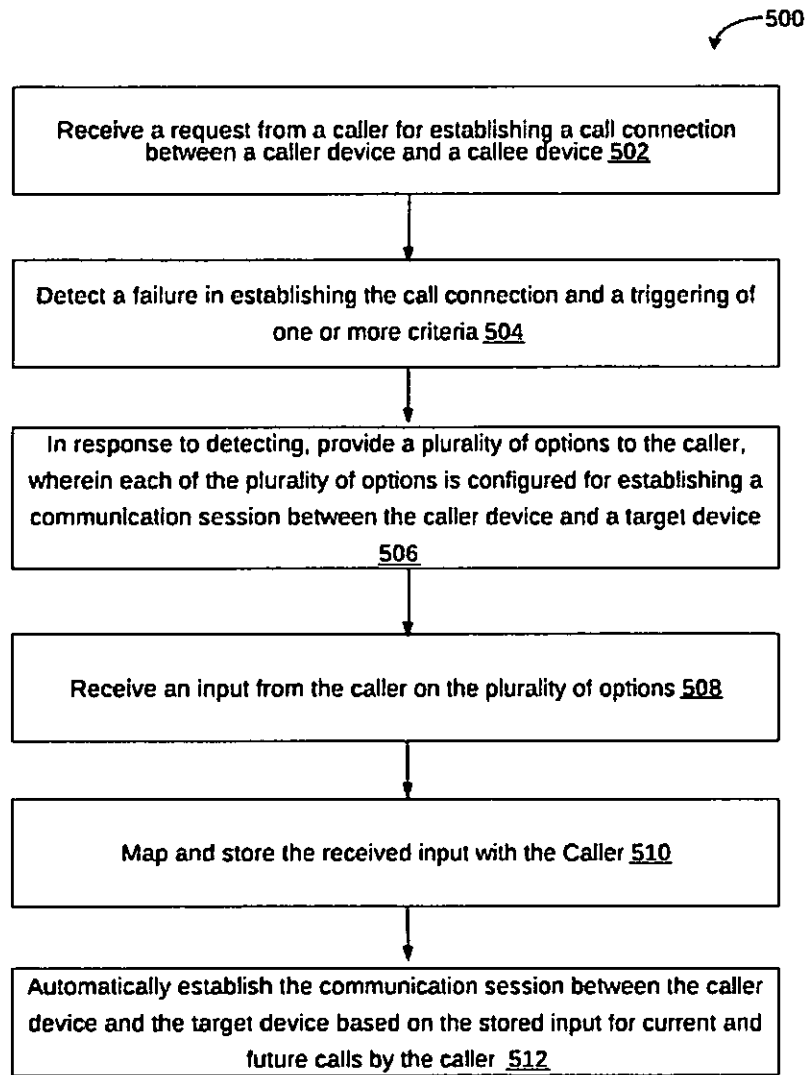 500
Receive a request from a caller for establishing a call connection
between a caller device and a callee device 502
Detect a failure in establishing the call connection and a triggering of
one or more criteria 504
In response to detecting, provide a plurality of options to the caller,
wherein each of the plurality of options is configured for establishing a
communication session between the caller device and a target device
506
Receive an input from the caller on the plurality of options 508
Map and store the received input with the Caller 510
Automatically establish the communication session between the caller
device and the target device based on the stored input for current and
future calls by the caller 512